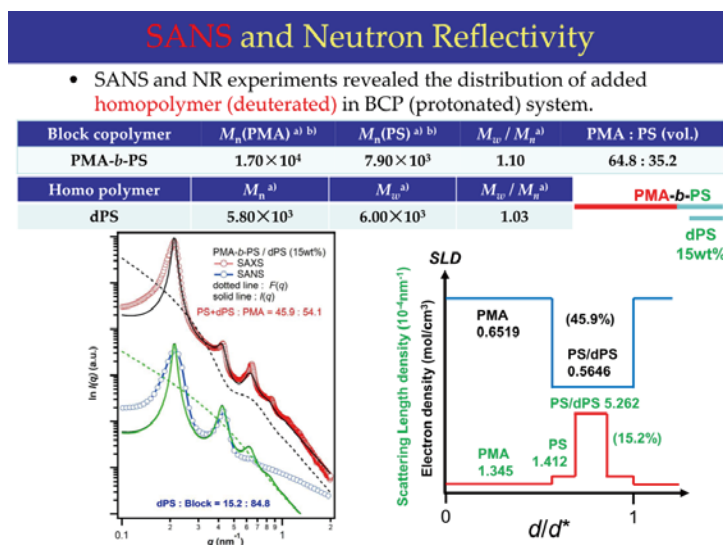 SANS and Neutron Reflectivity
• SANS and NR experiments revealed the distribution of added
homopolymer (deuterated) in BCP (protonated) system.
Block copolymer Mn(PMA) a) b) Mn(PS) a) b) Mw / Mn a) PMA : PS (vol.)
PMA-b-PS 1.70×10⁴ 7.90×10³ 1.10 64.8 : 35.2
Homo polymer Mn a) Mw a) Mw / Mn a)
dPS 5.80×10³ 6.00×10³ 1.03
PMA-b-PS
dPS
15wt%
PMA-b-PS / dPS (15wt%)
SAXS
SANS
dotted line : F(q)
solid line : I(q)
PS+dPS : PMA = 45.9 : 54.1
ln I(q) (a.u.)
dPS : Block = 15.2 : 84.8
0.1 2 3 4 5 6 1 2
q (nm⁻¹)
SLD
Scattering Length density (10⁻⁴nm⁻¹)
Electron density (mol/cm³)
PMA
0.6519
(45.9%)
PS/dPS
0.5646
PS/dPS 5.262
PMA
1.345
PS
1.412
(15.2%)
0 1
d/d*